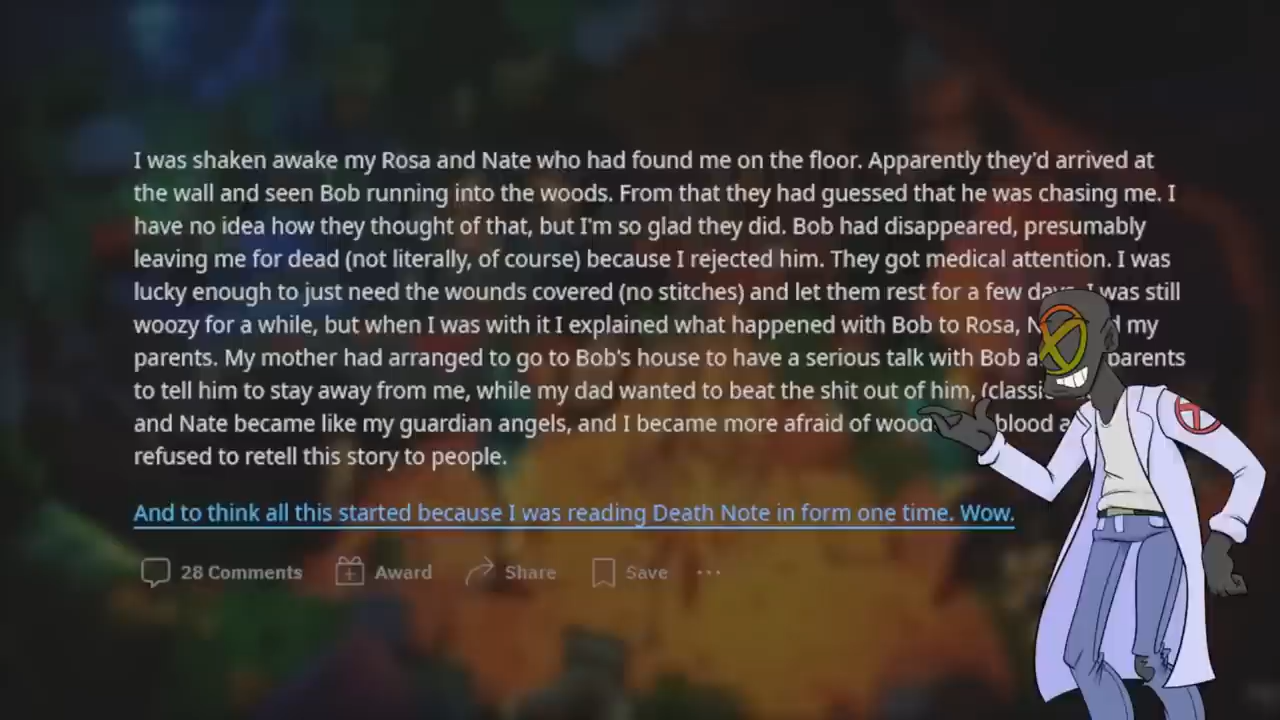 I was shaken awake my Rosa and Nate who had found me on the floor. Apparently they'd arrived at
the wall and seen Bob running into the woods. From that they had guessed that he was chasing me. I
have no idea how they thought of that, but I'm so glad they did. Bob had disappeared, presumably
leaving me for dead (not literally, of course) because I rejected him. They got medical attention. I was
lucky enough to just need the wounds covered (no stitches) and let them rest for a few I was still
woozy for a while, but when I was with it I explained what happened with Bob to Rosa, my
parents. My mother had arranged to go to Bob's house to have a serious talk with Bob parents
to tell him to stay away from me, while my dad wanted to beat the shit out of him,
and Nate became like my guardian angels, and I became more afraid of blood
refused to retell this story to people.
And to think all this started because I was reading Death Note in form one time. Wow.
28 Comments Award Share Save ...